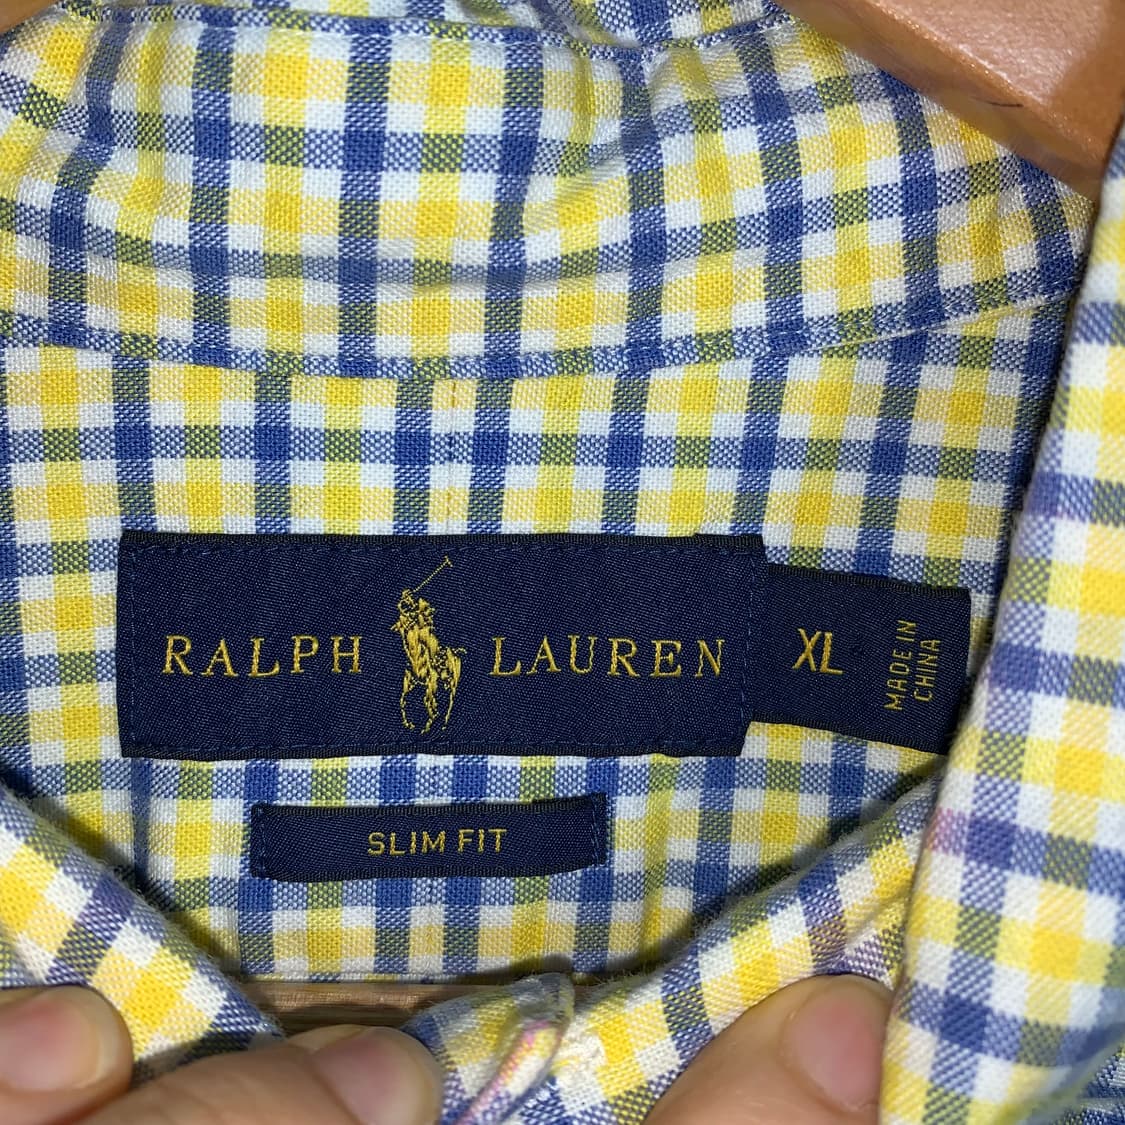 RALPH LAUREN
XL
MADE IN
CHINA
SLIM FIT